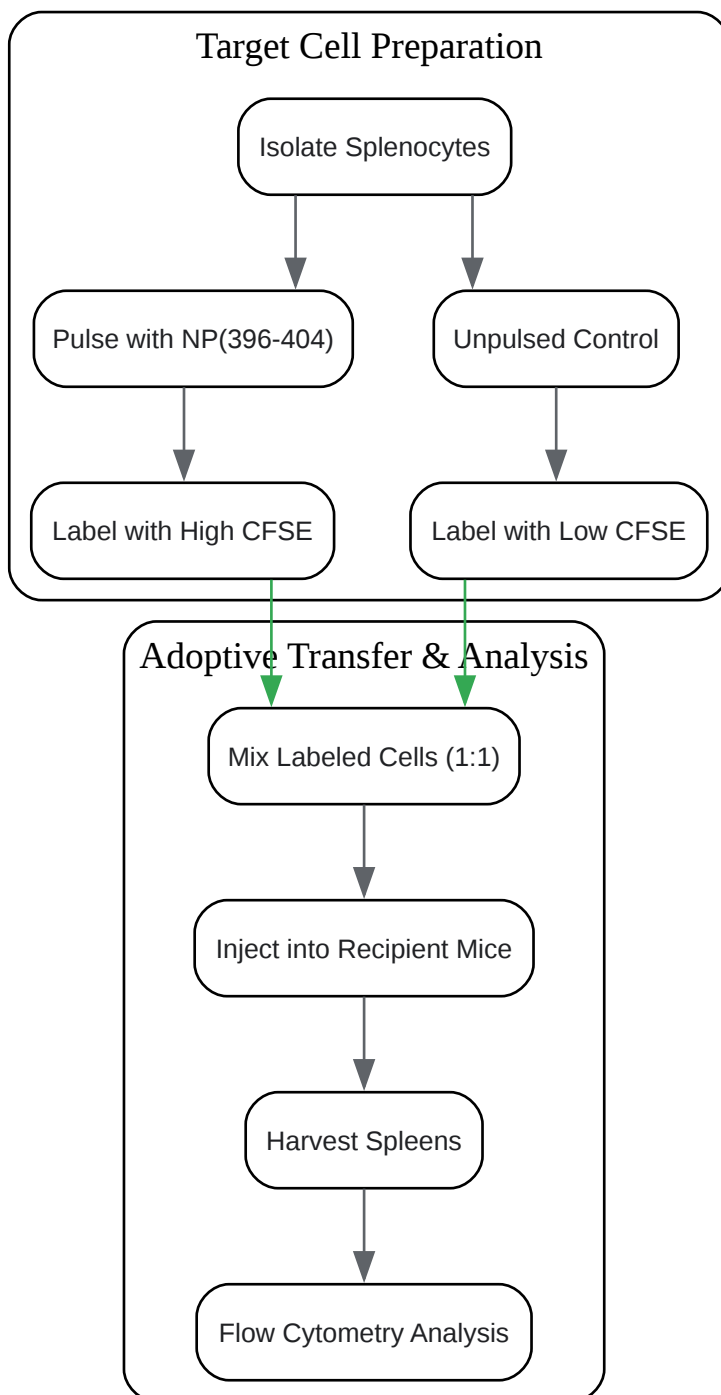 Target Cell Preparation
Isolate Splenocytes
Pulse with NP(396-404)
Unpulsed Control
Label with High CFSE
Label with Low CFSE
Adoptive Transfer & Analysis
Mix Labeled Cells (1:1)
Inject into Recipient Mice
Harvest Spleens
Flow Cytometry Analysis